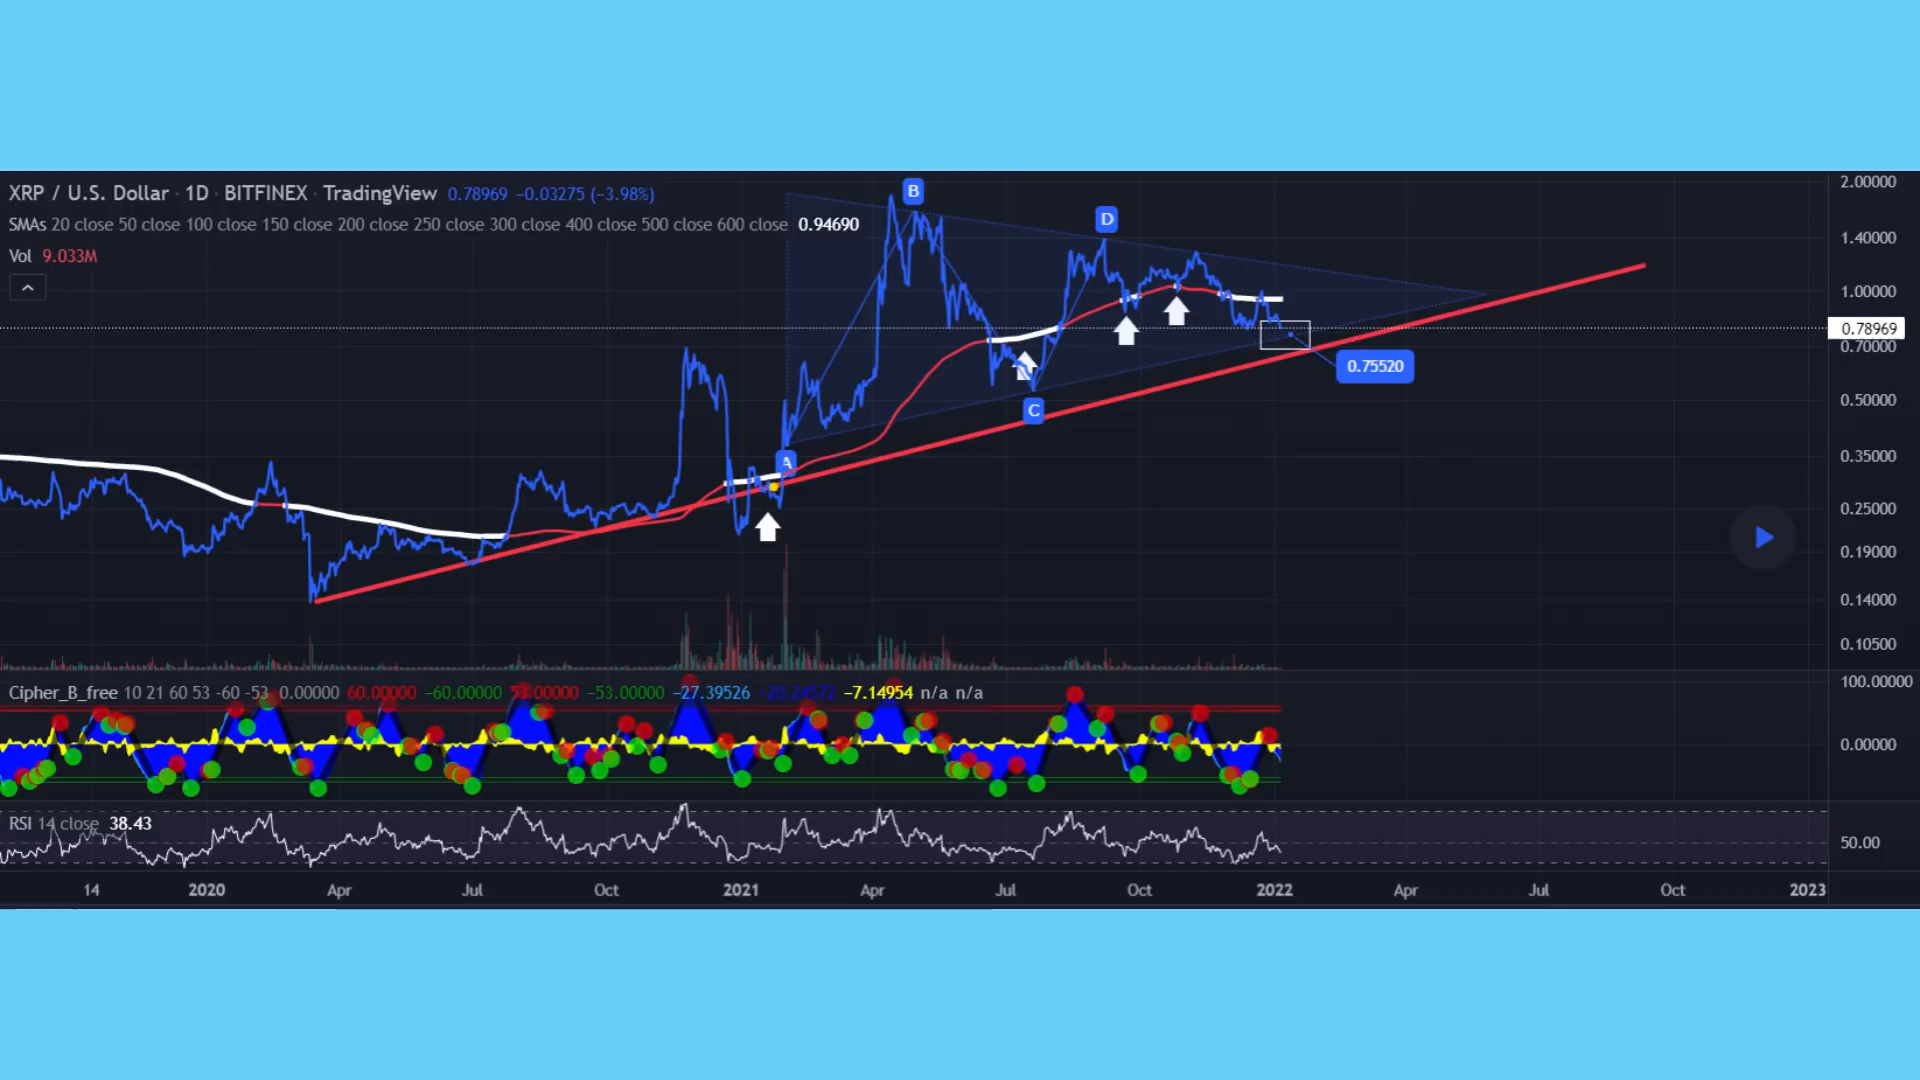 XRP / U.S. Dollar · 1D · BITFINEX · TradingView 0.78969 −0.03275 (−3.98%)
SMAs 20 close 50 close 100 close 150 close 200 close 250 close 300 close 400 close 500 close 600 close 0.94690
Vol 9.033M
B
D
A
C
0.75520
2.00000
1.40000
1.00000
0.78969
0.70000
0.50000
0.35000
0.25000
0.19000
0.14000
0.10500
Cipher_B_free 10 21 60 53 -60 -53 0.00000 60.00000 −60.00000 53.00000 −53.00000 −27.39526 −20.24572 −7.14954 n/a n/a
100.00000
0.00000
RSI 14 close 38.43
50.00
14 2020 Apr Jul Oct 2021 Apr Jul Oct 2022 Apr Jul Oct 2023